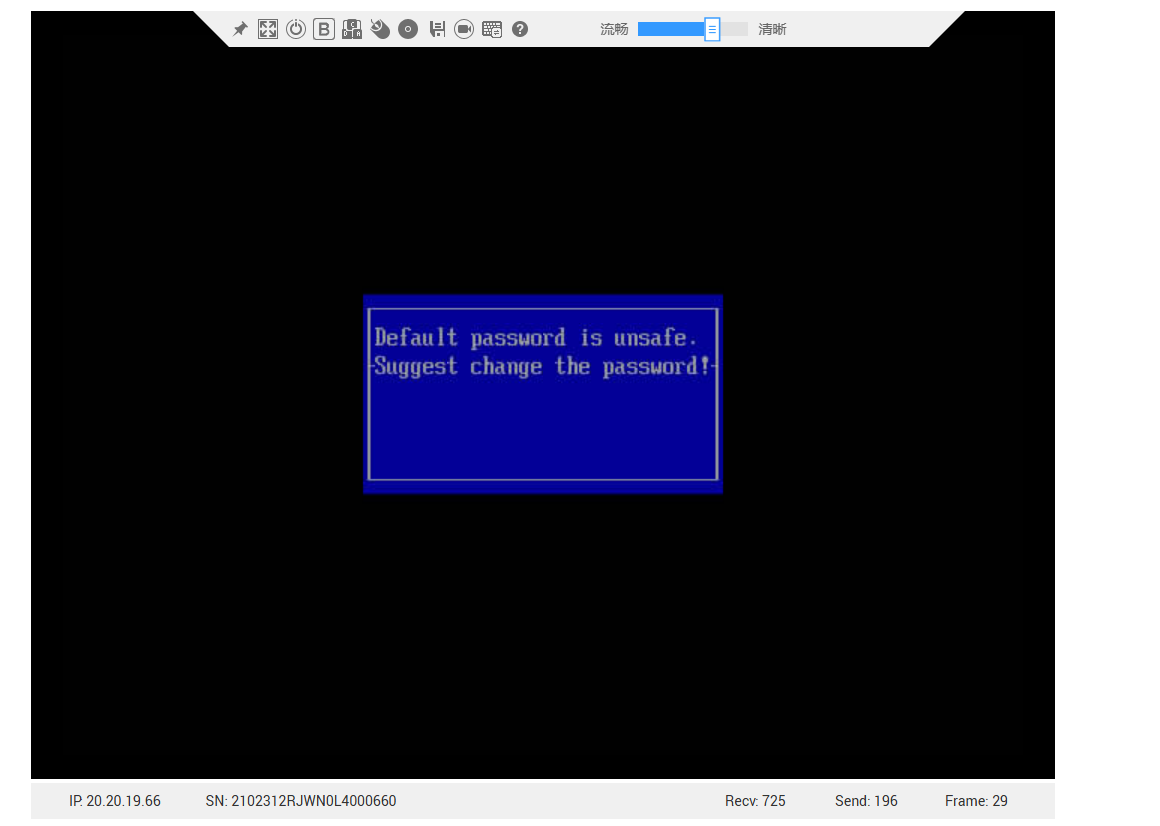 B
流畅
清晰
Default password is unsafe.
Suggest change the password!
IP: 20.20.19.66
SN: 2102312RJWN0L4000660
Recv: 725
Send: 196
Frame: 29